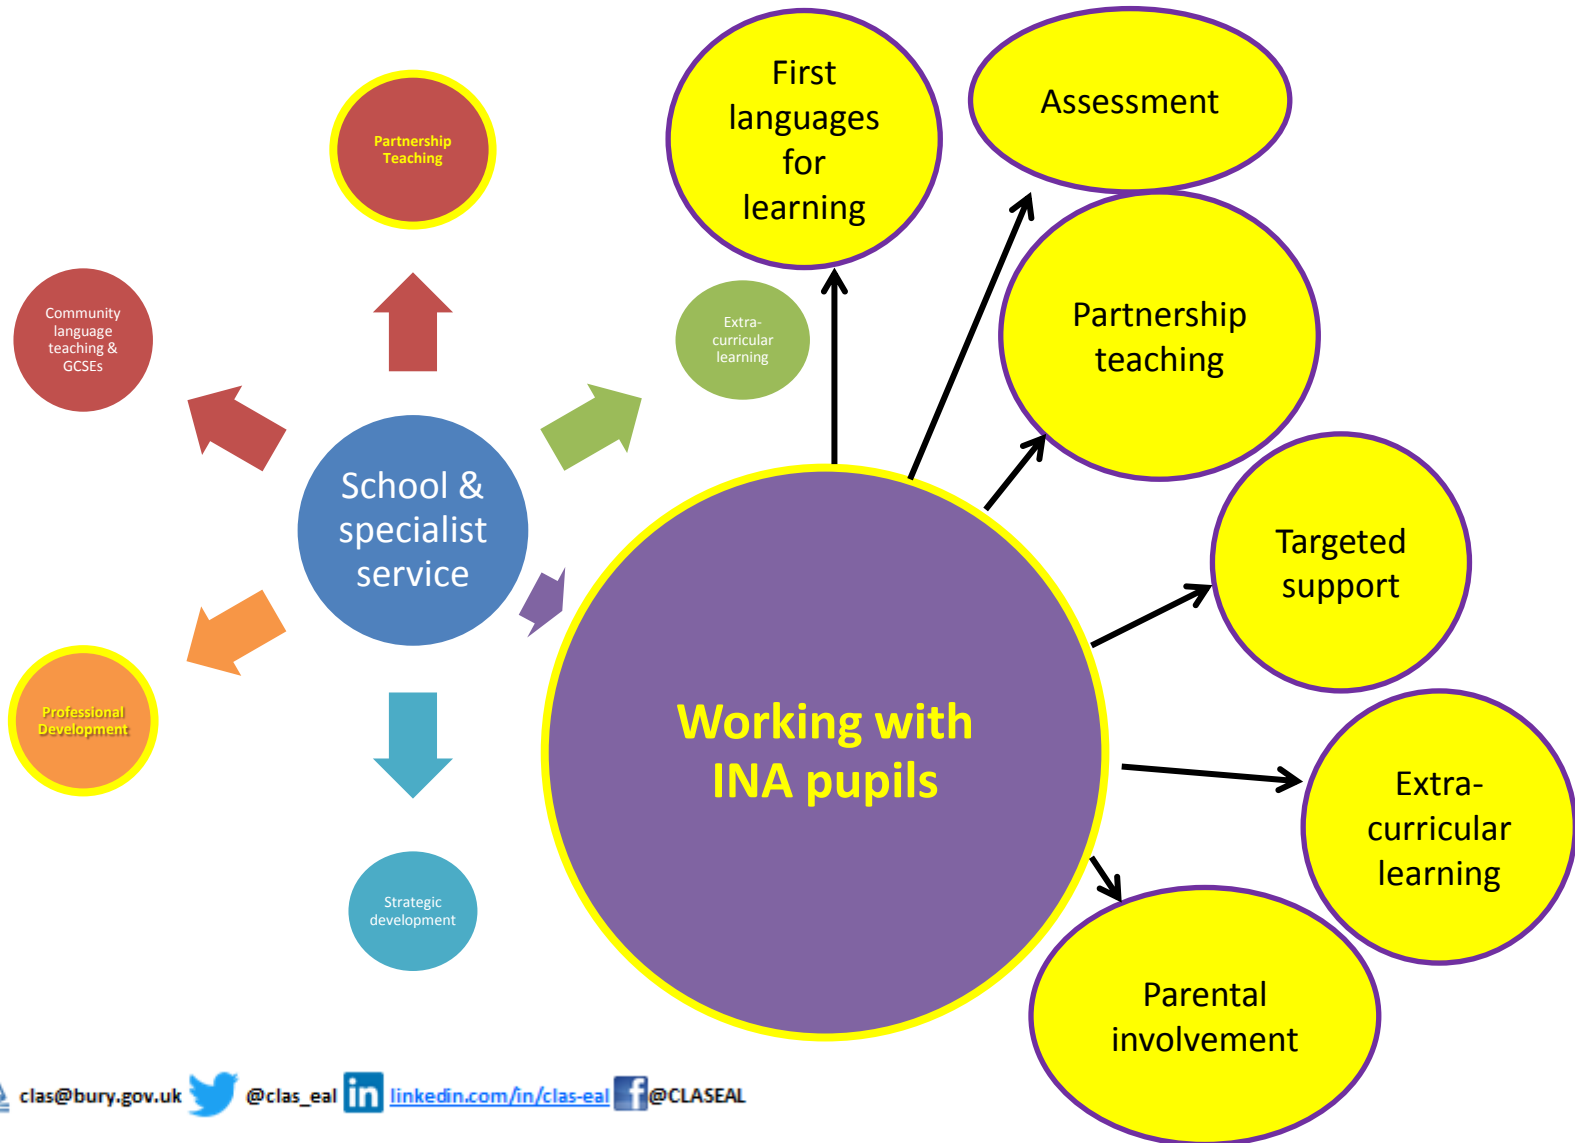 First
languages
for
learning
Assessment
Partnership
Teaching
Partnership
teaching
Community
language
teaching &
GCSEs
Extra-
curricular
learning
School &
specialist
service
Targeted
support
Professional
Development
Working with
INA pupils
Extra-
curricular
learning
Strategic
development
Parental
involvement
clas@bury.gov.uk @clas_eal in linkedin.com/in/clas-eal f @CLASEAL